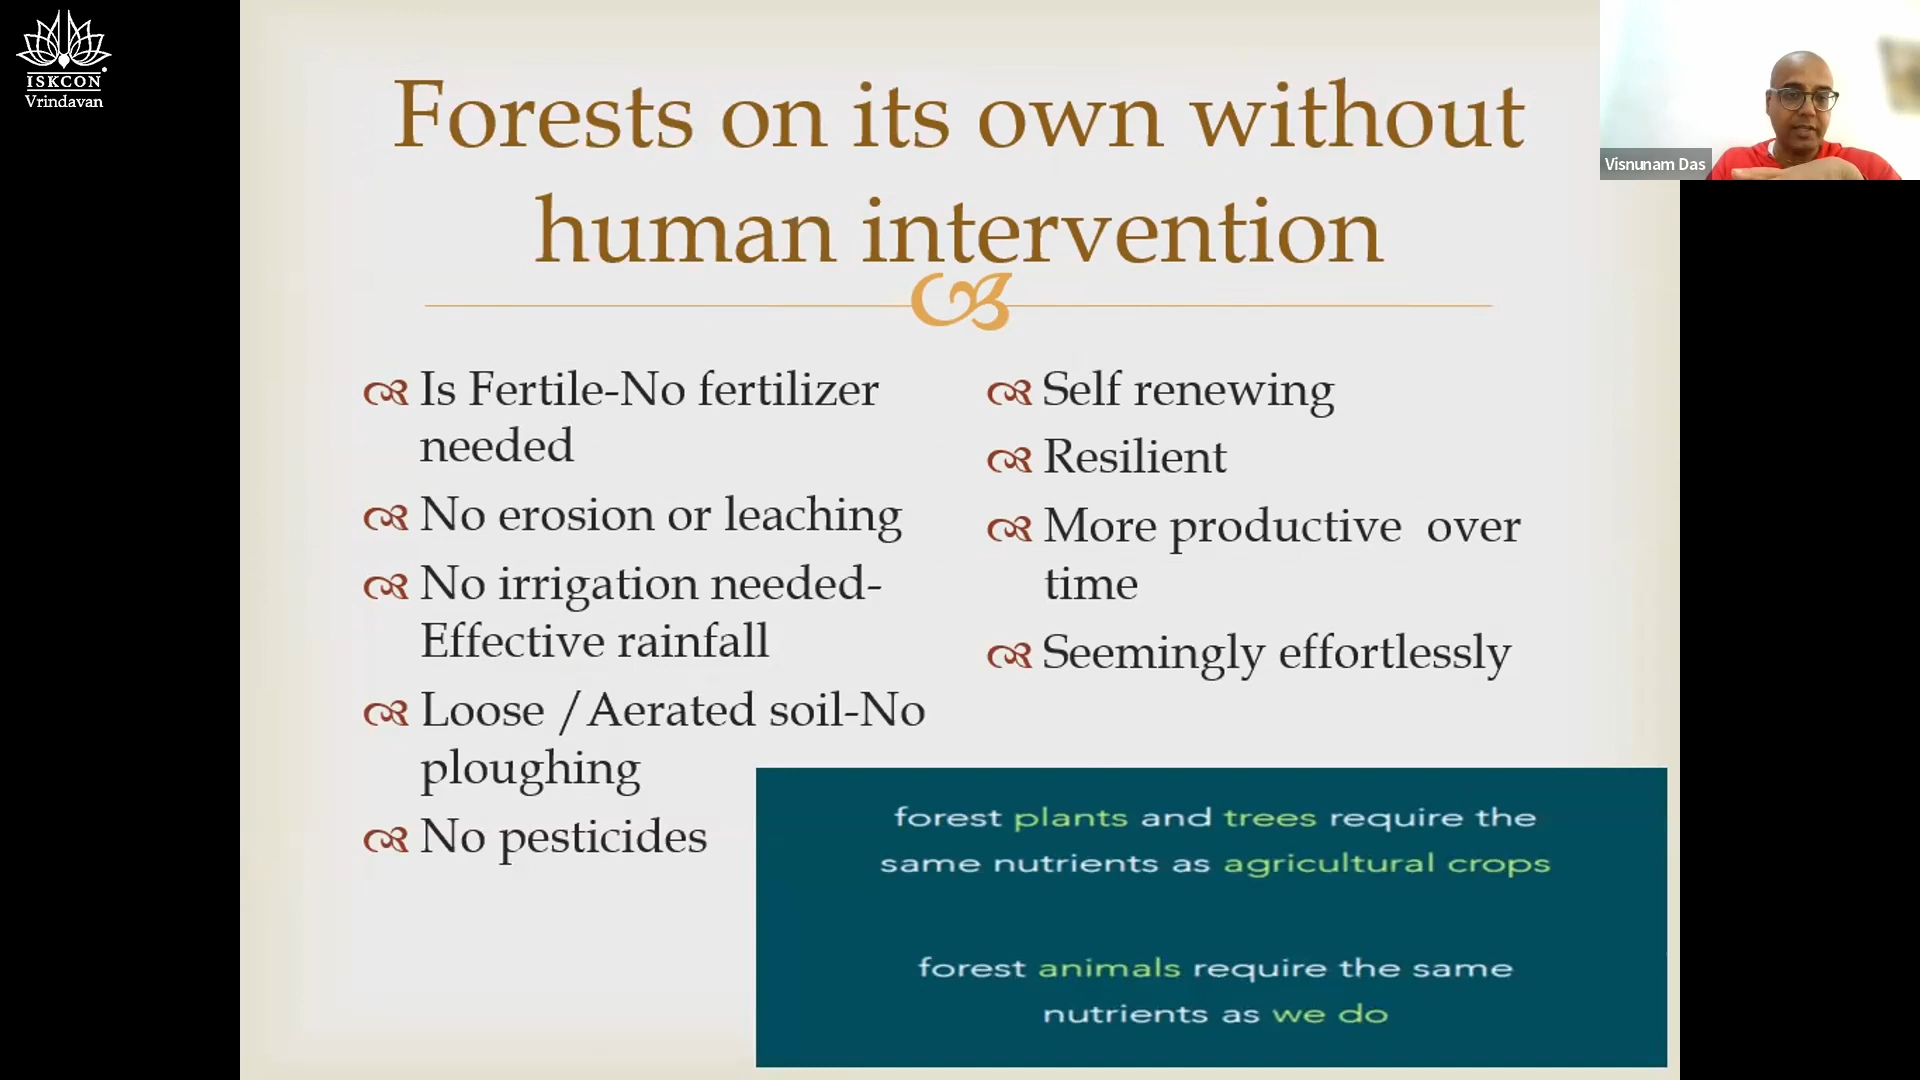 ISKCON
Vrindavan
Forests on its own without
human intervention
Is Fertile-No fertilizer
needed
No erosion or leaching
No irrigation needed-
Effective rainfall
Loose /Aerated soil-No
ploughing
No pesticides
Self renewing
Resilient
More productive  over
time
Seemingly effortlessly
forest plants and trees require the
same nutrients as agricultural crops
forest animals require the same
nutrients as we do
Visnunam Das